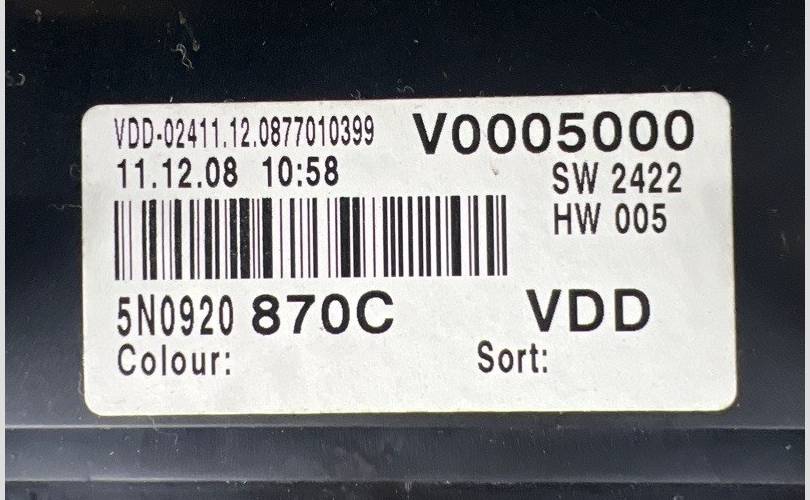 VDD-02411.12.0877010399 V0005000
11.12.08 10:58 SW 2422
HW 005
5N0920 870C VDD
Colour: Sort: